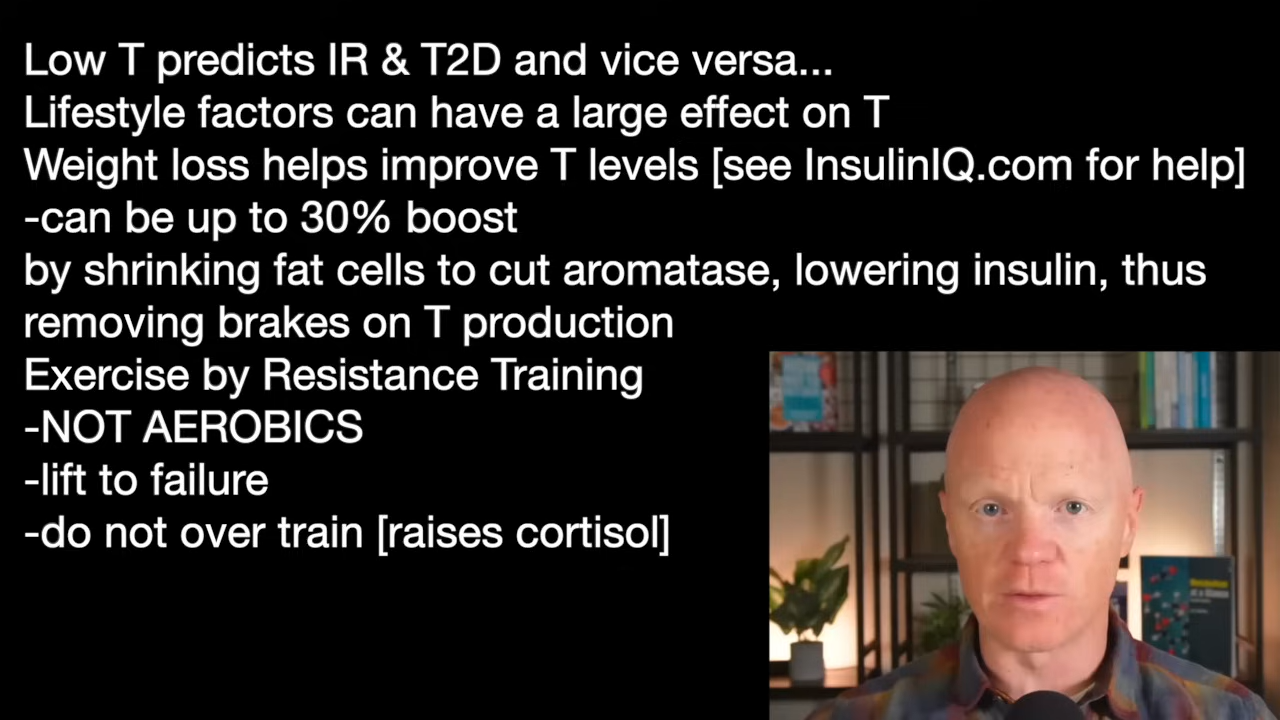 Low T predicts IR & T2D and vice versa...
Lifestyle factors can have a large effect on T
Weight loss helps improve T levels [see InsulinIQ.com for help]
-can be up to 30% boost
by shrinking fat cells to cut aromatase, lowering insulin, thus
removing brakes on T production
Exercise by Resistance Training
-NOT AEROBICS
-lift to failure
-do not over train [raises cortisol]
Metabolism
at a Glance